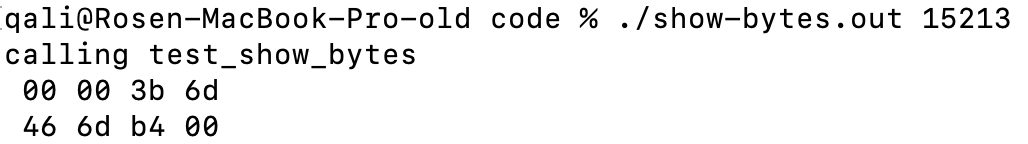 qali@Rosen-MacBook-Pro-old code % ./show-bytes.out 15213
calling test_show_bytes
00 00 3b 6d
46 6d b4 00